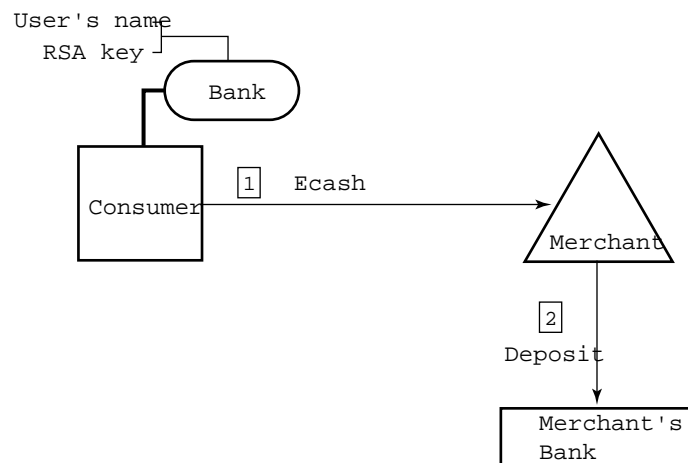 User's name
RSA key
Bank
Consumer
1
Ecash
Merchant
2
Deposit
Merchant's
Bank